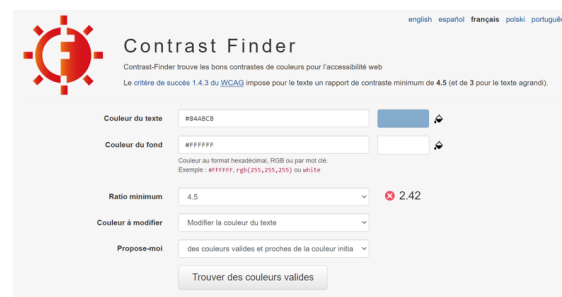 english español français polski português
Contrast Finder
Contrast-Finder trouve les bons contrastes de couleurs pour l'accessibilité web
Le critère de succès 1.4.3 du WCAG impose pour le texte un rapport de contraste minimum de 4.5 (et de 3 pour le texte agrandi).
Couleur du texte #84ABCB
Couleur du fond #FFFFFF
Couleur au format hexadécimal, RGB ou par mot clé.
Exemple : #FFFFFF, rgb(255,255,255) ou white
Ratio minimum 4.5 2.42
Couleur à modifier Modifier la couleur du texte
Propose-moi des couleurs valides et proches de la couleur initia
Trouver des couleurs valides